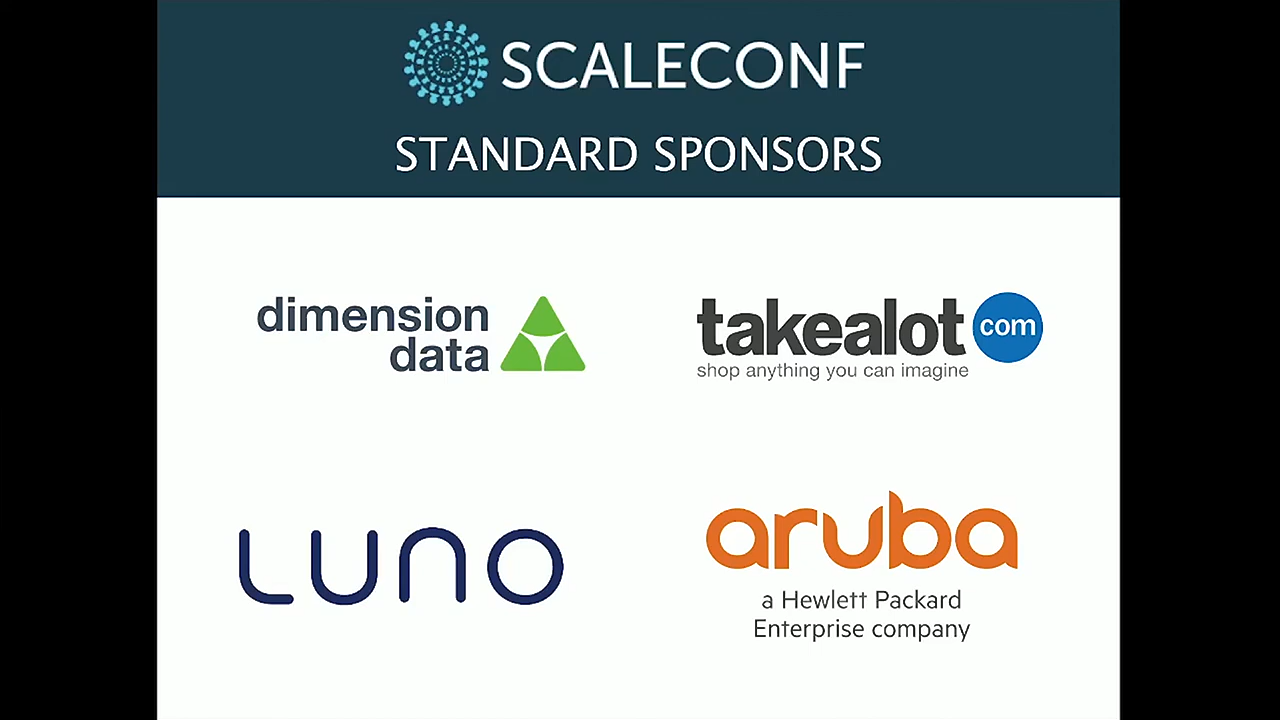 SCALECONF
STANDARD SPONSORS
dimension
data
takealot com
shop anything you can imagine
LUNO
aruba
a Hewlett Packard
Enterprise company